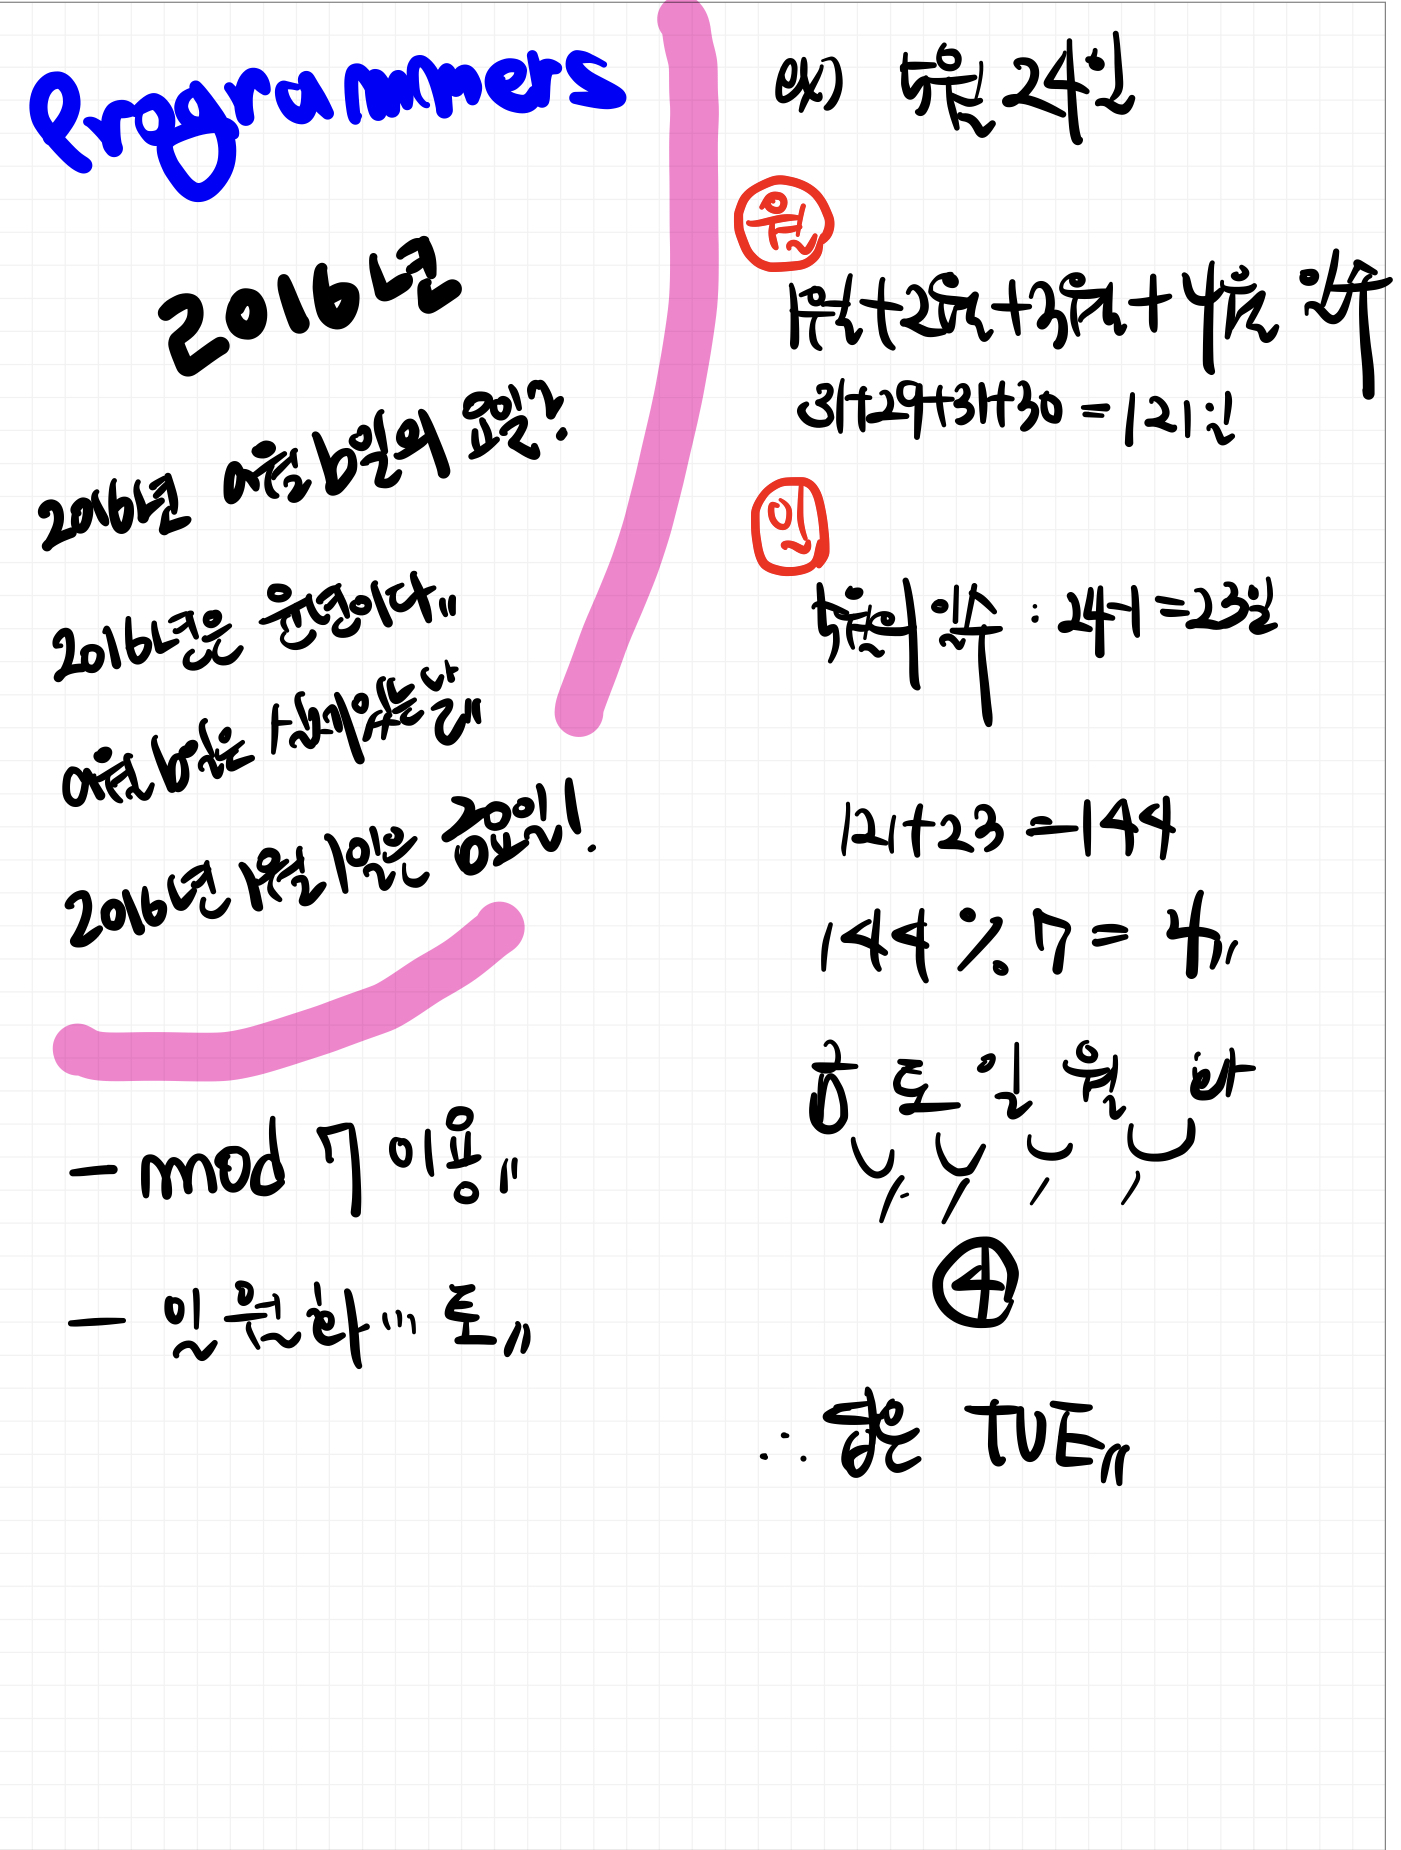 Programmers
2016년
2016년 a월 b일의 요일?
2016년은 윤년이다.,,
a월 b일은 실제 있는 날,,
2016년 1월 1일은 금요일!
- mod 7 이용,,
- 일 월 화 ... 토,,
ex) 5월 24일
월
1월+2월+3월+4월 일수
31+29+31+30 = 121일
일
5월의 일수 : 24-1 = 23일
121+23 = 144
144 % 7 = 4,,
금 토 일 월 화
4
∴ 답은 TUE,,